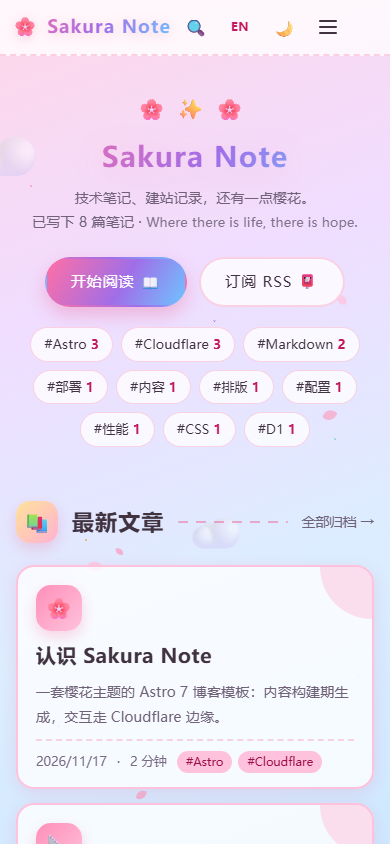 Sakura Note
EN
Sakura Note
技术笔记、建站记录，还有一点樱花。
已写下 8 篇笔记 · Where there is life, there is hope.
开始阅读
订阅 RSS
#Astro 3
#Cloudflare 3
#Markdown 2
#部署 1
#内容 1
#排版 1
#配置 1
#性能 1
#CSS 1
#D1 1
最新文章
全部归档 →
认识 Sakura Note
一套樱花主题的 Astro 7 博客模板：内容构建期生
成，交互走 Cloudflare 边缘。
2026/11/17 · 2 分钟 #Astro #Cloudflare